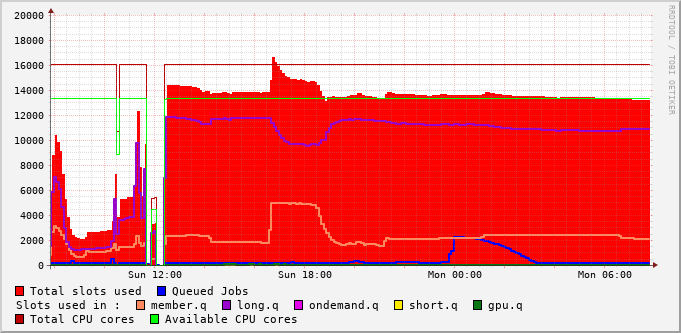 20000
18000
16000
14000
12000
10000
8000
6000
4000
2000
0
Sun 12:00 Sun 18:00 Mon 00:00 Mon 06:00
RRDTOOL / TOBI OETIKER
Total slots used Queued Jobs
Slots used in : member.q long.q ondemand.q short.q gpu.q
Total CPU cores Available CPU cores